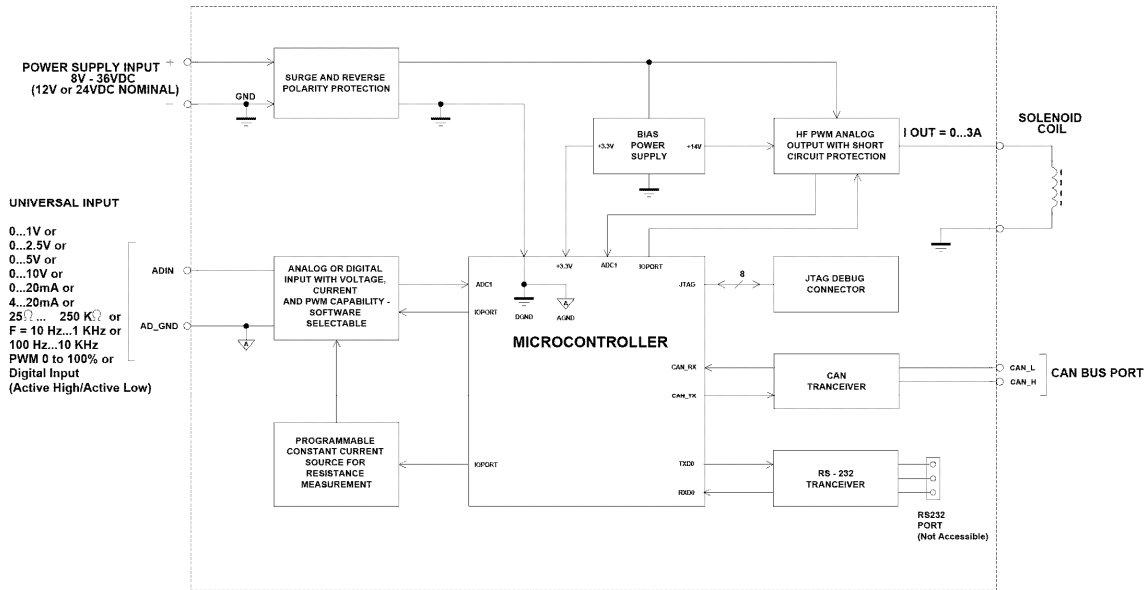 POWER SUPPLY INPUT
8V - 36VDC
(12V or 24VDC NOMINAL)
+
–
GND
SURGE AND REVERSE
POLARITY PROTECTION
BIAS
POWER
SUPPLY
+3.3V
+14V
HF PWM ANALOG
OUTPUT WITH SHORT
CIRCUIT PROTECTION
I OUT = 0...3A
SOLENOID
COIL
UNIVERSAL INPUT
0...1V or
0...2.5V or
0...5V or
0...10V or
0...20mA or
4...20mA or
25Ω ... 250 KΩ or
F = 10 Hz...1 KHz or
100 Hz...10 KHz
PWM 0 to 100% or
Digital Input
(Active High/Active Low)
ADIN
AD_GND
A
ANALOG OR DIGITAL
INPUT WITH VOLTAGE,
CURRENT
AND PWM CAPABILITY -
SOFTWARE
SELECTABLE
PROGRAMMABLE
CONSTANT CURRENT
SOURCE FOR
RESISTANCE
MEASUREMENT
+3.3V
ADC1
IOPORT
ADC1
IOPORT
DGND
A
AGND
JTAG
8
JTAG DEBUG
CONNECTOR
MICROCONTROLLER
CAN_RX
CAN_TX
CAN
TRANCEIVER
CAN_L
CAN_H
CAN BUS PORT
IOPORT
TXD0
RXD0
RS - 232
TRANCEIVER
RS232
PORT
(Not Accessible)